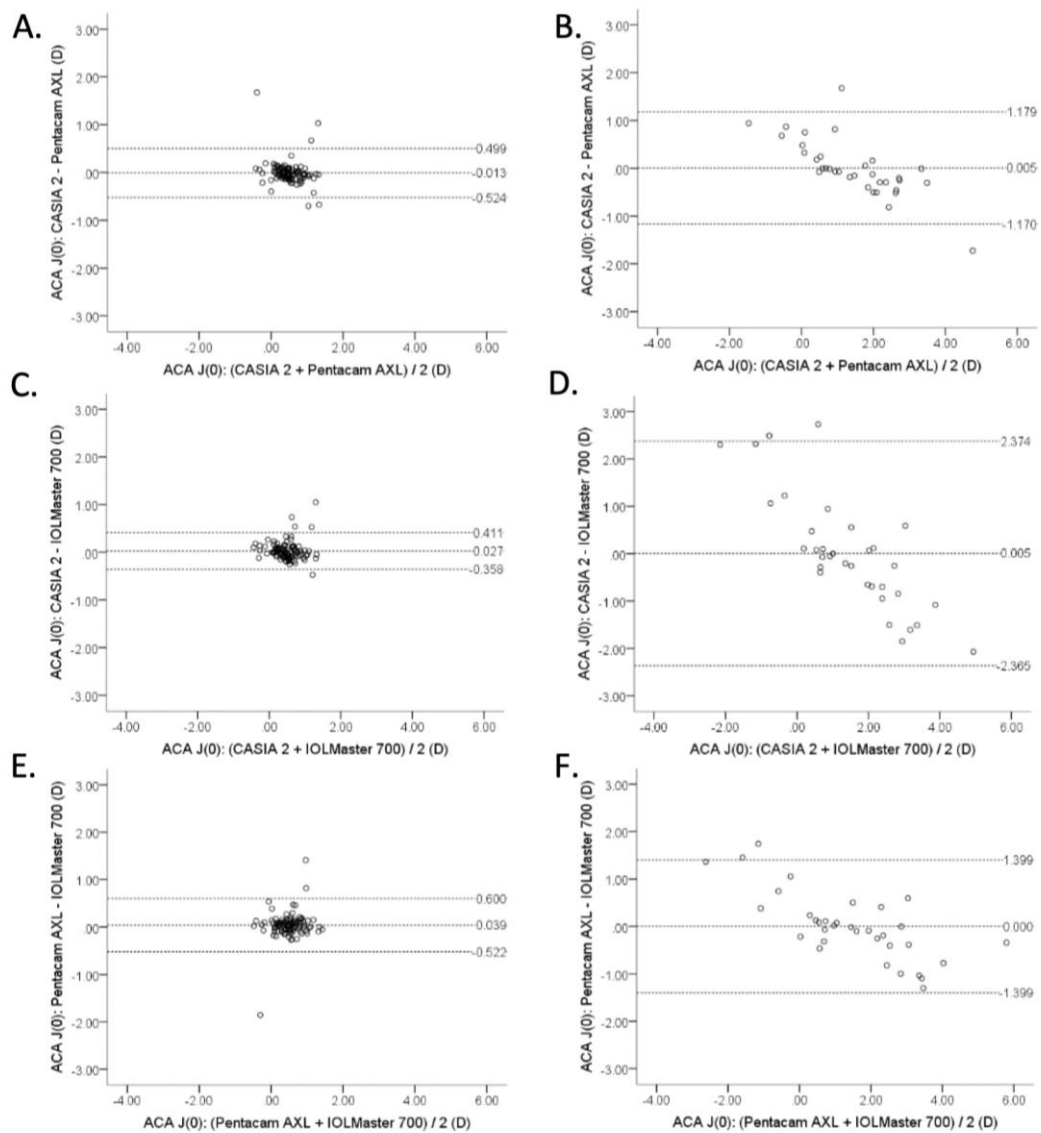 A.
ACA J(0): CASIA 2 - Pentacam AXL (D)
3.00
2.00
1.00
.00
-1.00
-2.00
-3.00
0.499
-0.013
-0.524
-4.00 -2.00 .00 2.00 4.00 6.00
ACA J(0): (CASIA 2 + Pentacam AXL) / 2 (D)
B.
ACA J(0): CASIA 2 - Pentacam AXL (D)
3.00
2.00
1.00
.00
-1.00
-2.00
-3.00
1.179
0.005
-1.170
-4.00 -2.00 .00 2.00 4.00 6.00
ACA J(0): (CASIA 2 + Pentacam AXL) / 2 (D)
C.
ACA J(0): CASIA 2 - IOLMaster 700 (D)
3.00
2.00
1.00
.00
-1.00
-2.00
-3.00
0.411
0.027
-0.358
-4.00 -2.00 .00 2.00 4.00 6.00
ACA J(0): (CASIA 2 + IOLMaster 700) / 2 (D)
D.
ACA J(0): CASIA 2 - IOLMaster 700 (D)
3.00
2.00
1.00
.00
-1.00
-2.00
-3.00
2.374
0.005
-2.365
-4.00 -2.00 .00 2.00 4.00 6.00
ACA J(0): (CASIA 2 + IOLMaster 700) / 2 (D)
E.
ACA J(0): Pentacam AXL - IOLMaster 700 (D)
3.00
2.00
1.00
.00
-1.00
-2.00
-3.00
0.600
0.039
-0.522
-4.00 -2.00 .00 2.00 4.00 6.00
ACA J(0): (Pentacam AXL + IOLMaster 700) / 2 (D)
F.
ACA J(0): Pentacam AXL - IOLMaster 700 (D)
3.00
2.00
1.00
.00
-1.00
-2.00
-3.00
1.399
0.000
-1.399
-4.00 -2.00 .00 2.00 4.00 6.00
ACA J(0): (Pentacam AXL + IOLMaster 700) / 2 (D)